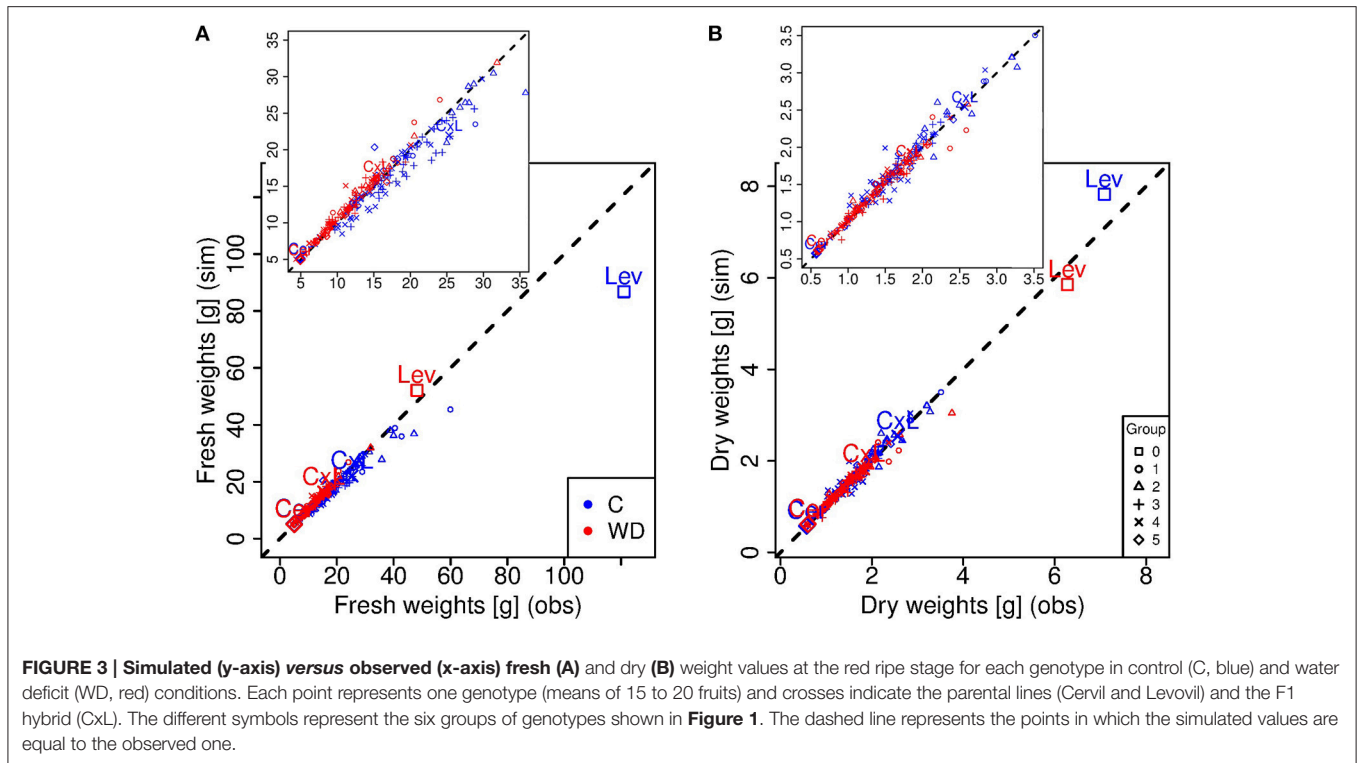 A
B
35
30
25
20
15
10
5
5 10 15 20 25 30 35
CxL
Cx
Ce
100
80
60
40
20
0
0 20 40 60 80 100
Fresh weights [g] (sim)
Fresh weights [g] (obs)
Lev
Lev
CxL
CxL
Ce
C
WD
3.5
3.0
2.5
2.0
1.5
1.0
0.5
0.5 1.0 1.5 2.0 2.5 3.0 3.5
CxL
Cx
Ce
8
6
4
2
0
0 2 4 6 8
Dry weights [g] (sim)
Dry weights [g] (obs)
Lev
Lev
CxL
CxL
Ce
Group
0
1
2
3
4
5
FIGURE 3 | Simulated (y-axis) versus observed (x-axis) fresh (A) and dry (B) weight values at the red ripe stage for each genotype in control (C, blue) and water
deficit (WD, red) conditions. Each point represents one genotype (means of 15 to 20 fruits) and crosses indicate the parental lines (Cervil and Levovil) and the F1
hybrid (CxL). The different symbols represent the six groups of genotypes shown in Figure 1. The dashed line represents the points in which the simulated values are
equal to the observed one.